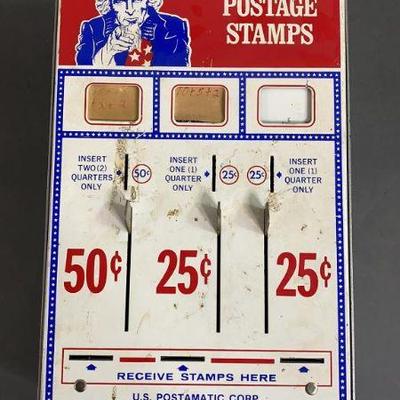 POSTAGE
STAMPS
INSERT
TWO (2)
QUARTERS
ONLY
50¢
INSERT
ONE (1)
QUARTER
ONLY
25¢
25¢
INSERT
ONE (1)
QUARTER
ONLY
50¢
25¢
25¢
RECEIVE STAMPS HERE
U.S. POSTAMATIC CORP.